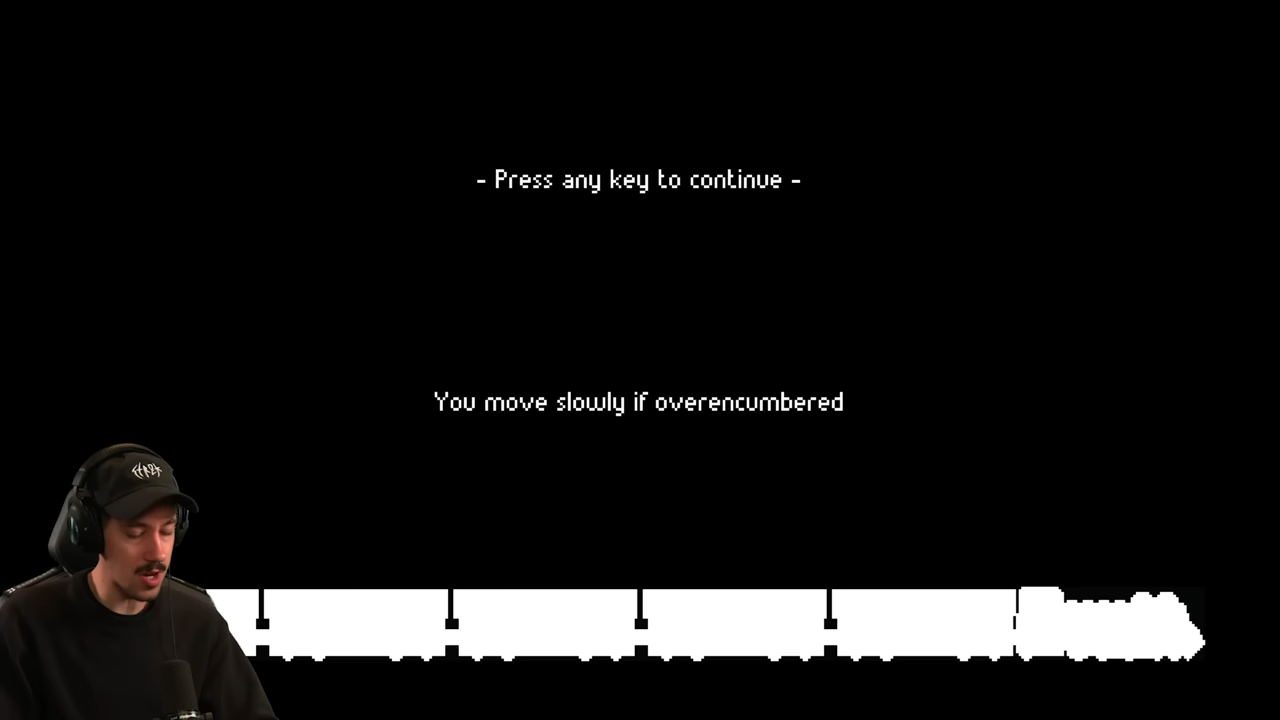 - Press any key to continue -
You move slowly if overencumbered